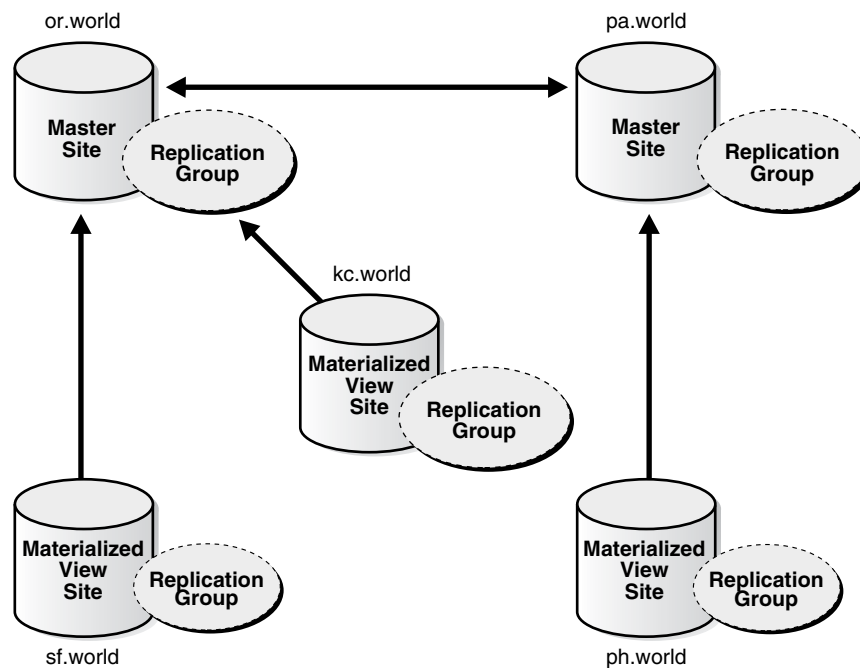 or.world
pa.world
Master
Site
Replication
Group
Master
Site
Replication
Group
kc.world
Materialized
View
Site
Replication
Group
Materialized
View
Site
Replication
Group
sf.world
Materialized
View
Site
Replication
Group
ph.world